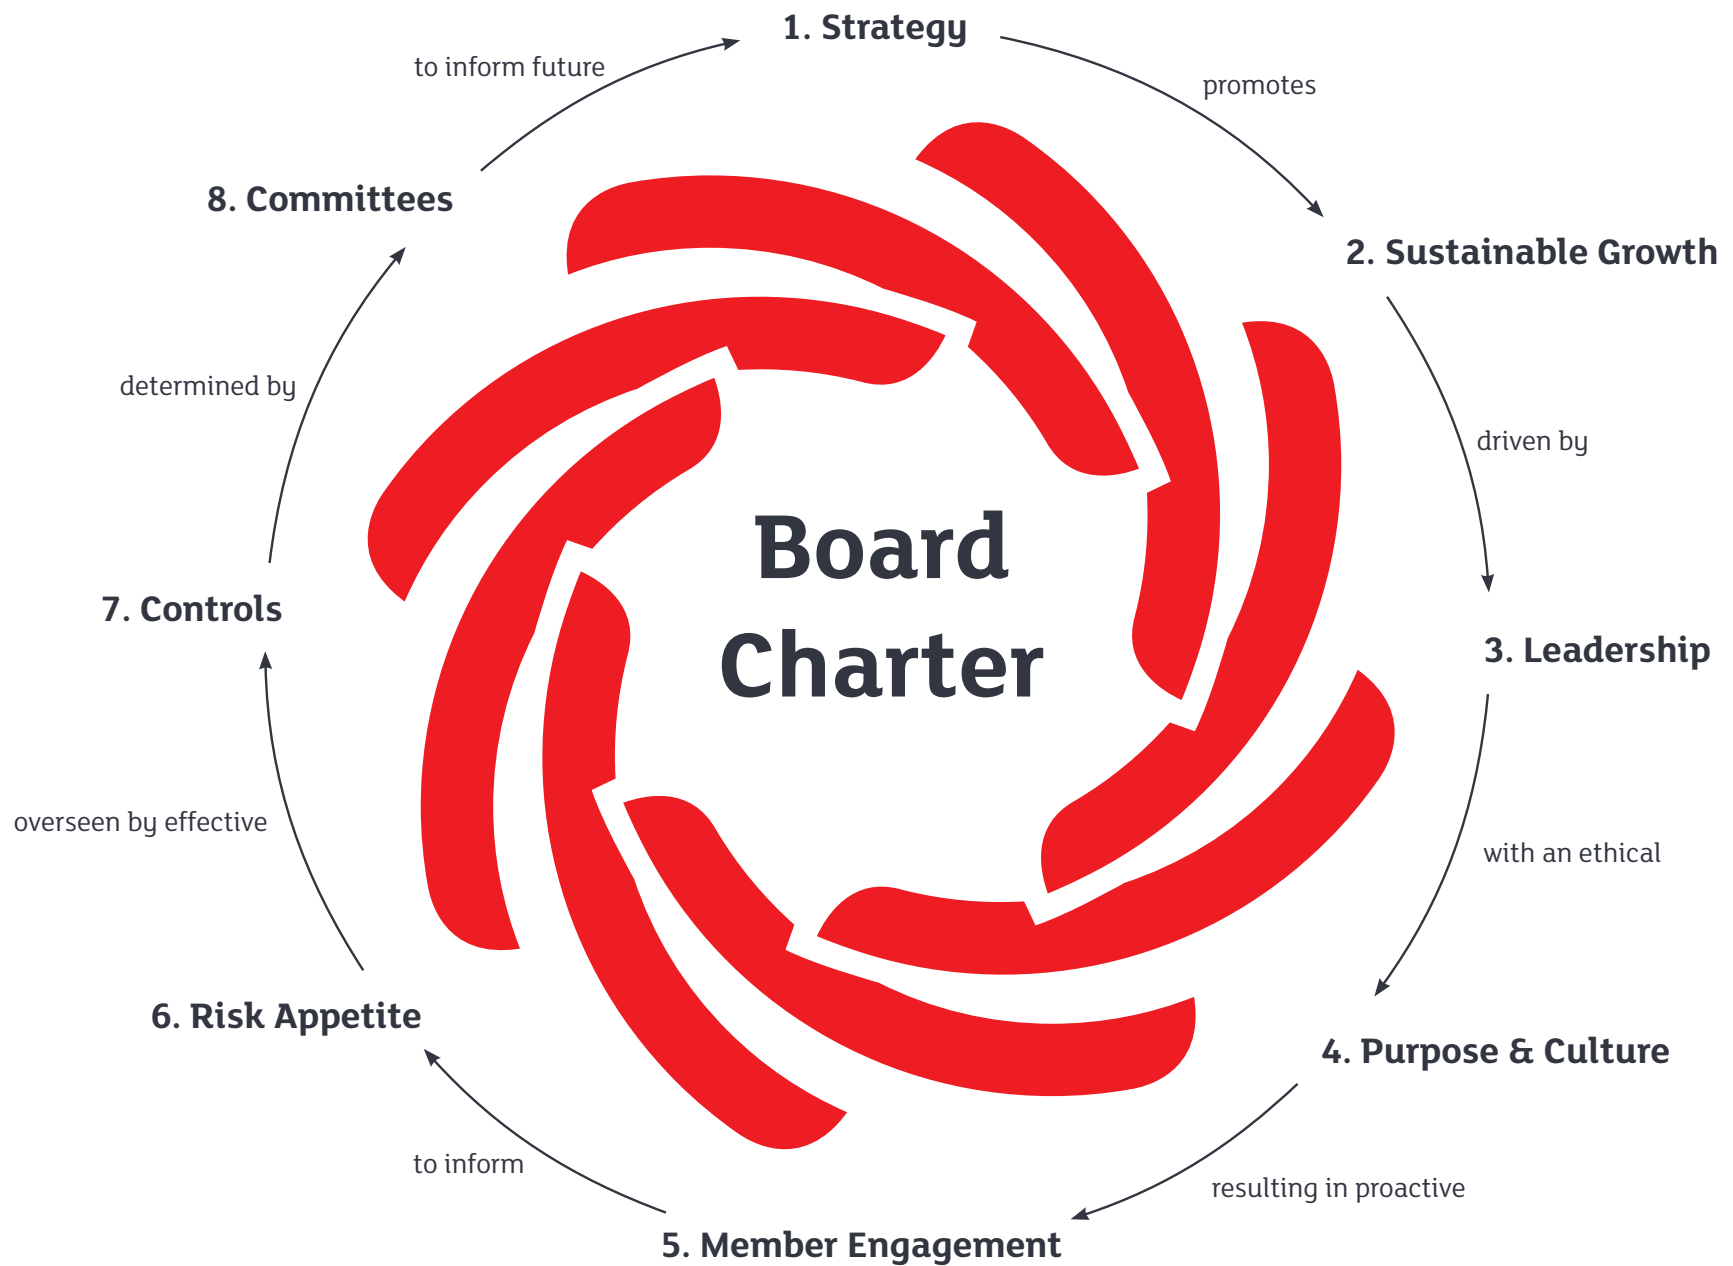 1. Strategy
promotes
2. Sustainable Growth
driven by
3. Leadership
with an ethical
4. Purpose & Culture
resulting in proactive
5. Member Engagement
to inform
6. Risk Appetite
overseen by effective
7. Controls
determined by
8. Committees
to inform future
Board
Charter